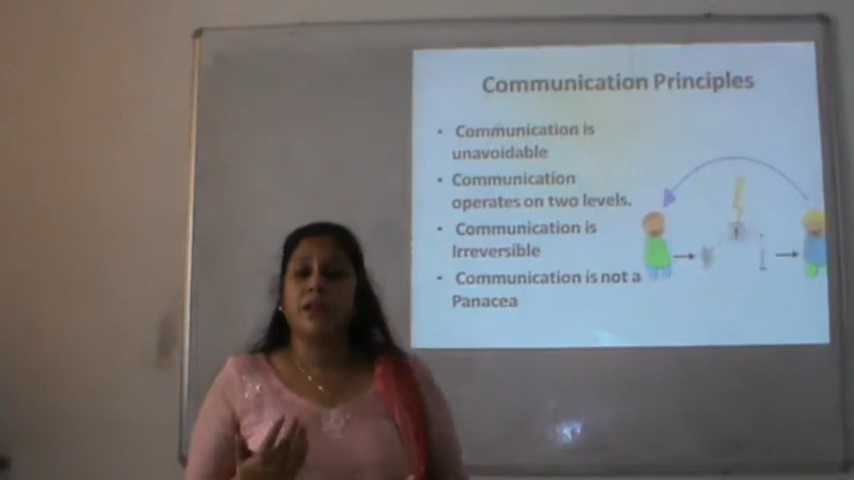 Communication Principles
• Communication is
unavoidable
• Communication
operates on two levels.
• Communication is
Irreversible
• Communication is not a
Panacea